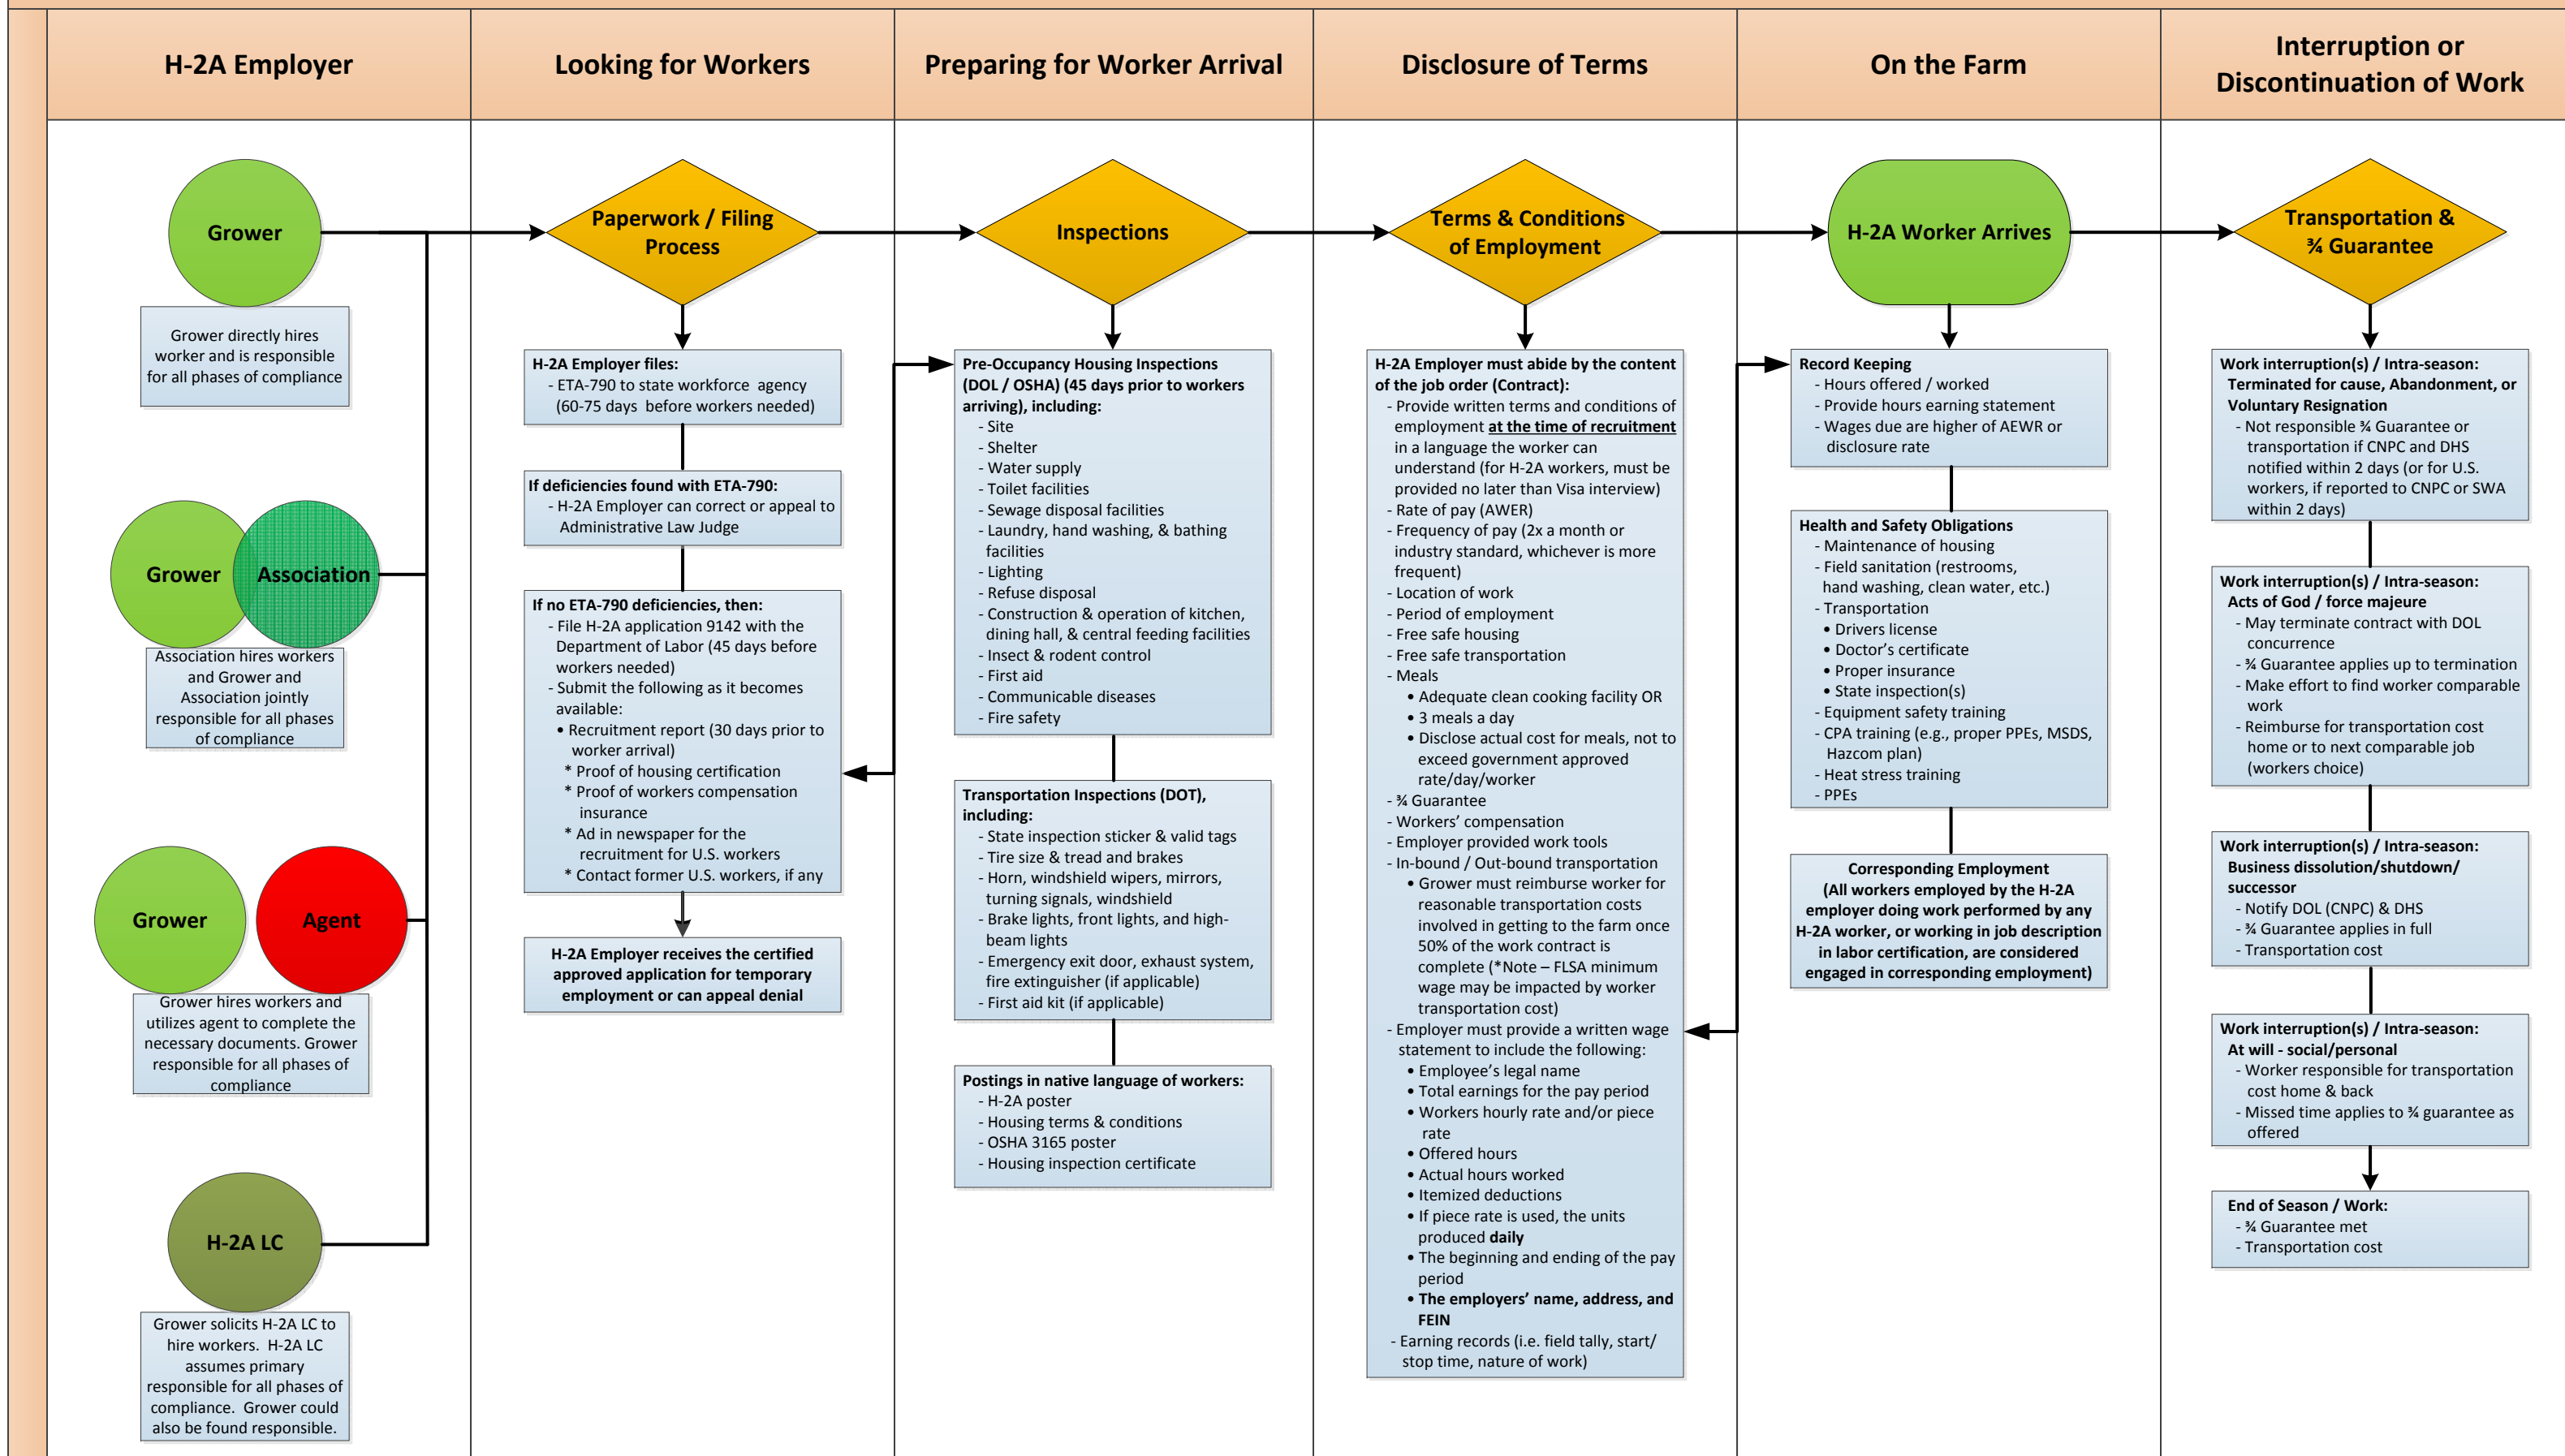 H-2A Employer
Looking for Workers
Preparing for Worker Arrival
Disclosure of Terms
On the Farm
Interruption or
Discontinuation of Work
Grower
Grower directly hires
worker and is responsible
for all phases of compliance
Grower
Association
Association hires workers
and Grower and
Association jointly
responsible for all phases
of compliance
Grower
Agent
Grower hires workers and
utilizes agent to complete the
necessary documents. Grower
responsible for all phases of
compliance
H-2A LC
Grower solicits H-2A LC to
hire workers.  H-2A LC
assumes primary
responsible for all phases of
compliance.  Grower could
also be found responsible.
Paperwork / Filing
Process
H-2A Employer files:
- ETA-790 to state workforce  agency
(60-75 days  before workers needed)
If deficiencies found with ETA-790:
- H-2A Employer can correct or appeal to
Administrative Law Judge
If no ETA-790 deficiencies, then:
- File H-2A application 9142 with the
Department of Labor (45 days before
workers needed)
- Submit the following as it becomes
available:
• Recruitment report (30 days prior to
worker arrival)
* Proof of housing certification
* Proof of workers compensation
insurance
* Ad in newspaper for the
recruitment for U.S. workers
* Contact former U.S. workers, if any
H-2A Employer receives the certified
approved application for temporary
employment or can appeal denial
Inspections
Pre-Occupancy Housing Inspections
(DOL / OSHA) (45 days prior to workers
arriving), including:
- Site
- Shelter
- Water supply
- Toilet facilities
- Sewage disposal facilities
- Laundry, hand washing, & bathing
facilities
- Lighting
- Refuse disposal
- Construction & operation of kitchen,
dining hall, & central feeding facilities
- Insect & rodent control
- First aid
- Communicable diseases
- Fire safety
Transportation Inspections (DOT),
including:
- State inspection sticker & valid tags
- Tire size & tread and brakes
- Horn, windshield wipers, mirrors,
turning signals, windshield
- Brake lights, front lights, and high-
beam lights
- Emergency exit door, exhaust system,
fire extinguisher (if applicable)
- First aid kit (if applicable)
Postings in native language of workers:
- H-2A poster
- Housing terms & conditions
- OSHA 3165 poster
- Housing inspection certificate
Terms & Conditions
of Employment
H-2A Employer must abide by the content
of the job order (Contract):
- Provide written terms and conditions of
employment at the time of recruitment
in a language the worker can
understand (for H-2A workers, must be
provided no later than Visa interview)
- Rate of pay (AWER)
- Frequency of pay (2x a month or
industry standard, whichever is more
frequent)
- Location of work
- Period of employment
- Free safe housing
- Free safe transportation
- Meals
• Adequate clean cooking facility OR
• 3 meals a day
• Disclose actual cost for meals, not to
exceed government approved
rate/day/worker
- ¾ Guarantee
- Workers' compensation
- Employer provided work tools
- In-bound / Out-bound transportation
• Grower must reimburse worker for
reasonable transportation costs
involved in getting to the farm once
50% of the work contract is
complete (*Note – FLSA minimum
wage may be impacted by worker
transportation cost)
- Employer must provide a written wage
statement to include the following:
• Employee's legal name
• Total earnings for the pay period
• Workers hourly rate and/or piece
rate
• Offered hours
• Actual hours worked
• Itemized deductions
• If piece rate is used, the units
produced daily
• The beginning and ending of the pay
period
• The employers' name, address, and
FEIN
- Earning records (i.e. field tally, start/
stop time, nature of work)
H-2A Worker Arrives
Record Keeping
- Hours offered / worked
- Provide hours earning statement
- Wages due are higher of AEWR or
disclosure rate
Health and Safety Obligations
- Maintenance of housing
- Field sanitation (restrooms,
hand washing, clean water, etc.)
- Transportation
• Drivers license
• Doctor's certificate
• Proper insurance
• State inspection(s)
- Equipment safety training
- CPA training (e.g., proper PPEs, MSDS,
Hazcom plan)
- Heat stress training
- PPEs
Corresponding Employment
(All workers employed by the H-2A
employer doing work performed by any
H-2A worker, or working in job description
in labor certification, are considered
engaged in corresponding employment)
Transportation &
¾ Guarantee
Work interruption(s) / Intra-season:
Terminated for cause, Abandonment, or
Voluntary Resignation
- Not responsible ¾ Guarantee or
transportation if CNPC and DHS
notified within 2 days (or for U.S.
workers, if reported to CNPC or SWA
within 2 days)
Work interruption(s) / Intra-season:
Acts of God / force majeure
- May terminate contract with DOL
concurrence
- ¾ Guarantee applies up to termination
- Make effort to find worker comparable
work
- Reimburse for transportation cost
home or to next comparable job
(workers choice)
Work interruption(s) / Intra-season:
Business dissolution/shutdown/
successor
- Notify DOL (CNPC) & DHS
- ¾ Guarantee applies in full
- Transportation cost
Work interruption(s) / Intra-season:
At will - social/personal
- Worker responsible for transportation
cost home & back
- Missed time applies to ¾ guarantee as
offered
End of Season / Work:
- ¾ Guarantee met
- Transportation cost